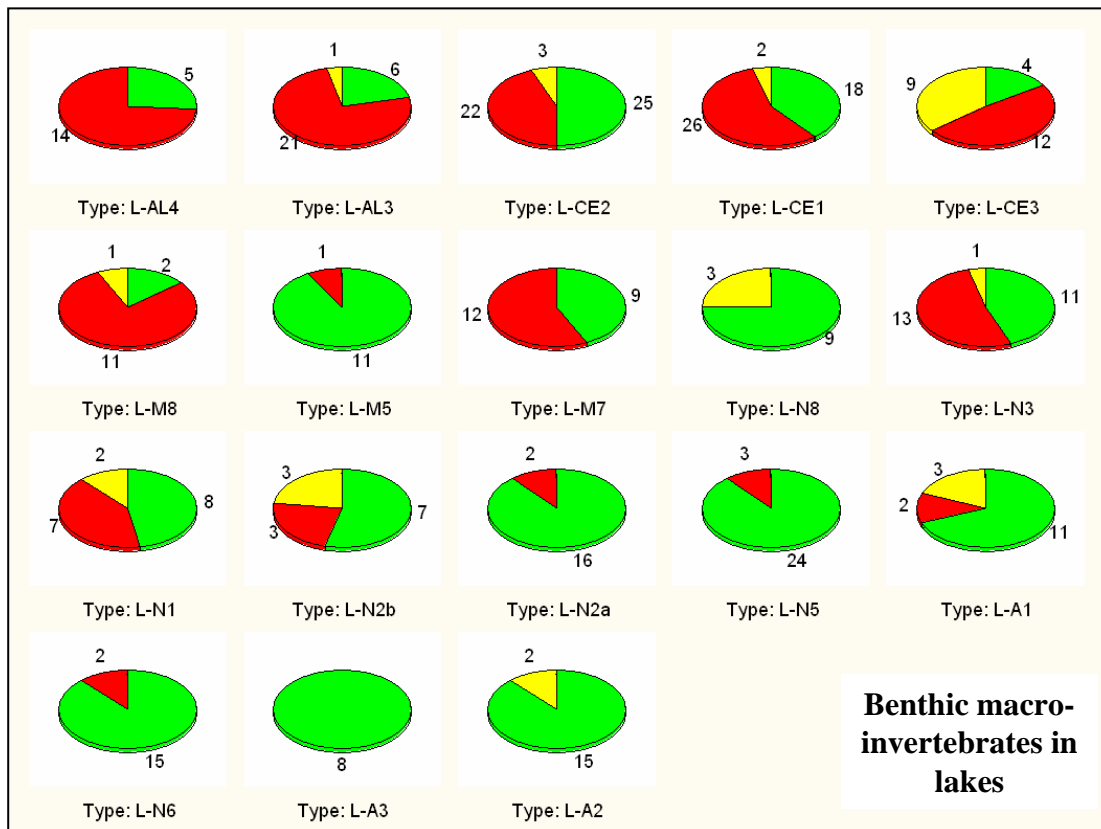 5
14
Type: L-AL4
1
6
21
Type: L-AL3
3
25
22
Type: L-CE2
2
18
26
Type: L-CE1
4
9
12
Type: L-CE3
1
2
11
Type: L-M8
1
11
Type: L-M5
9
12
Type: L-M7
3
9
Type: L-N8
1
11
13
Type: L-N3
2
8
7
Type: L-N1
3
7
3
Type: L-N2b
2
16
Type: L-N2a
3
24
Type: L-N5
3
2
11
Type: L-A1
2
15
Type: L-N6
8
Type: L-A3
2
15
Type: L-A2
Benthic macro-
invertebrates in
lakes